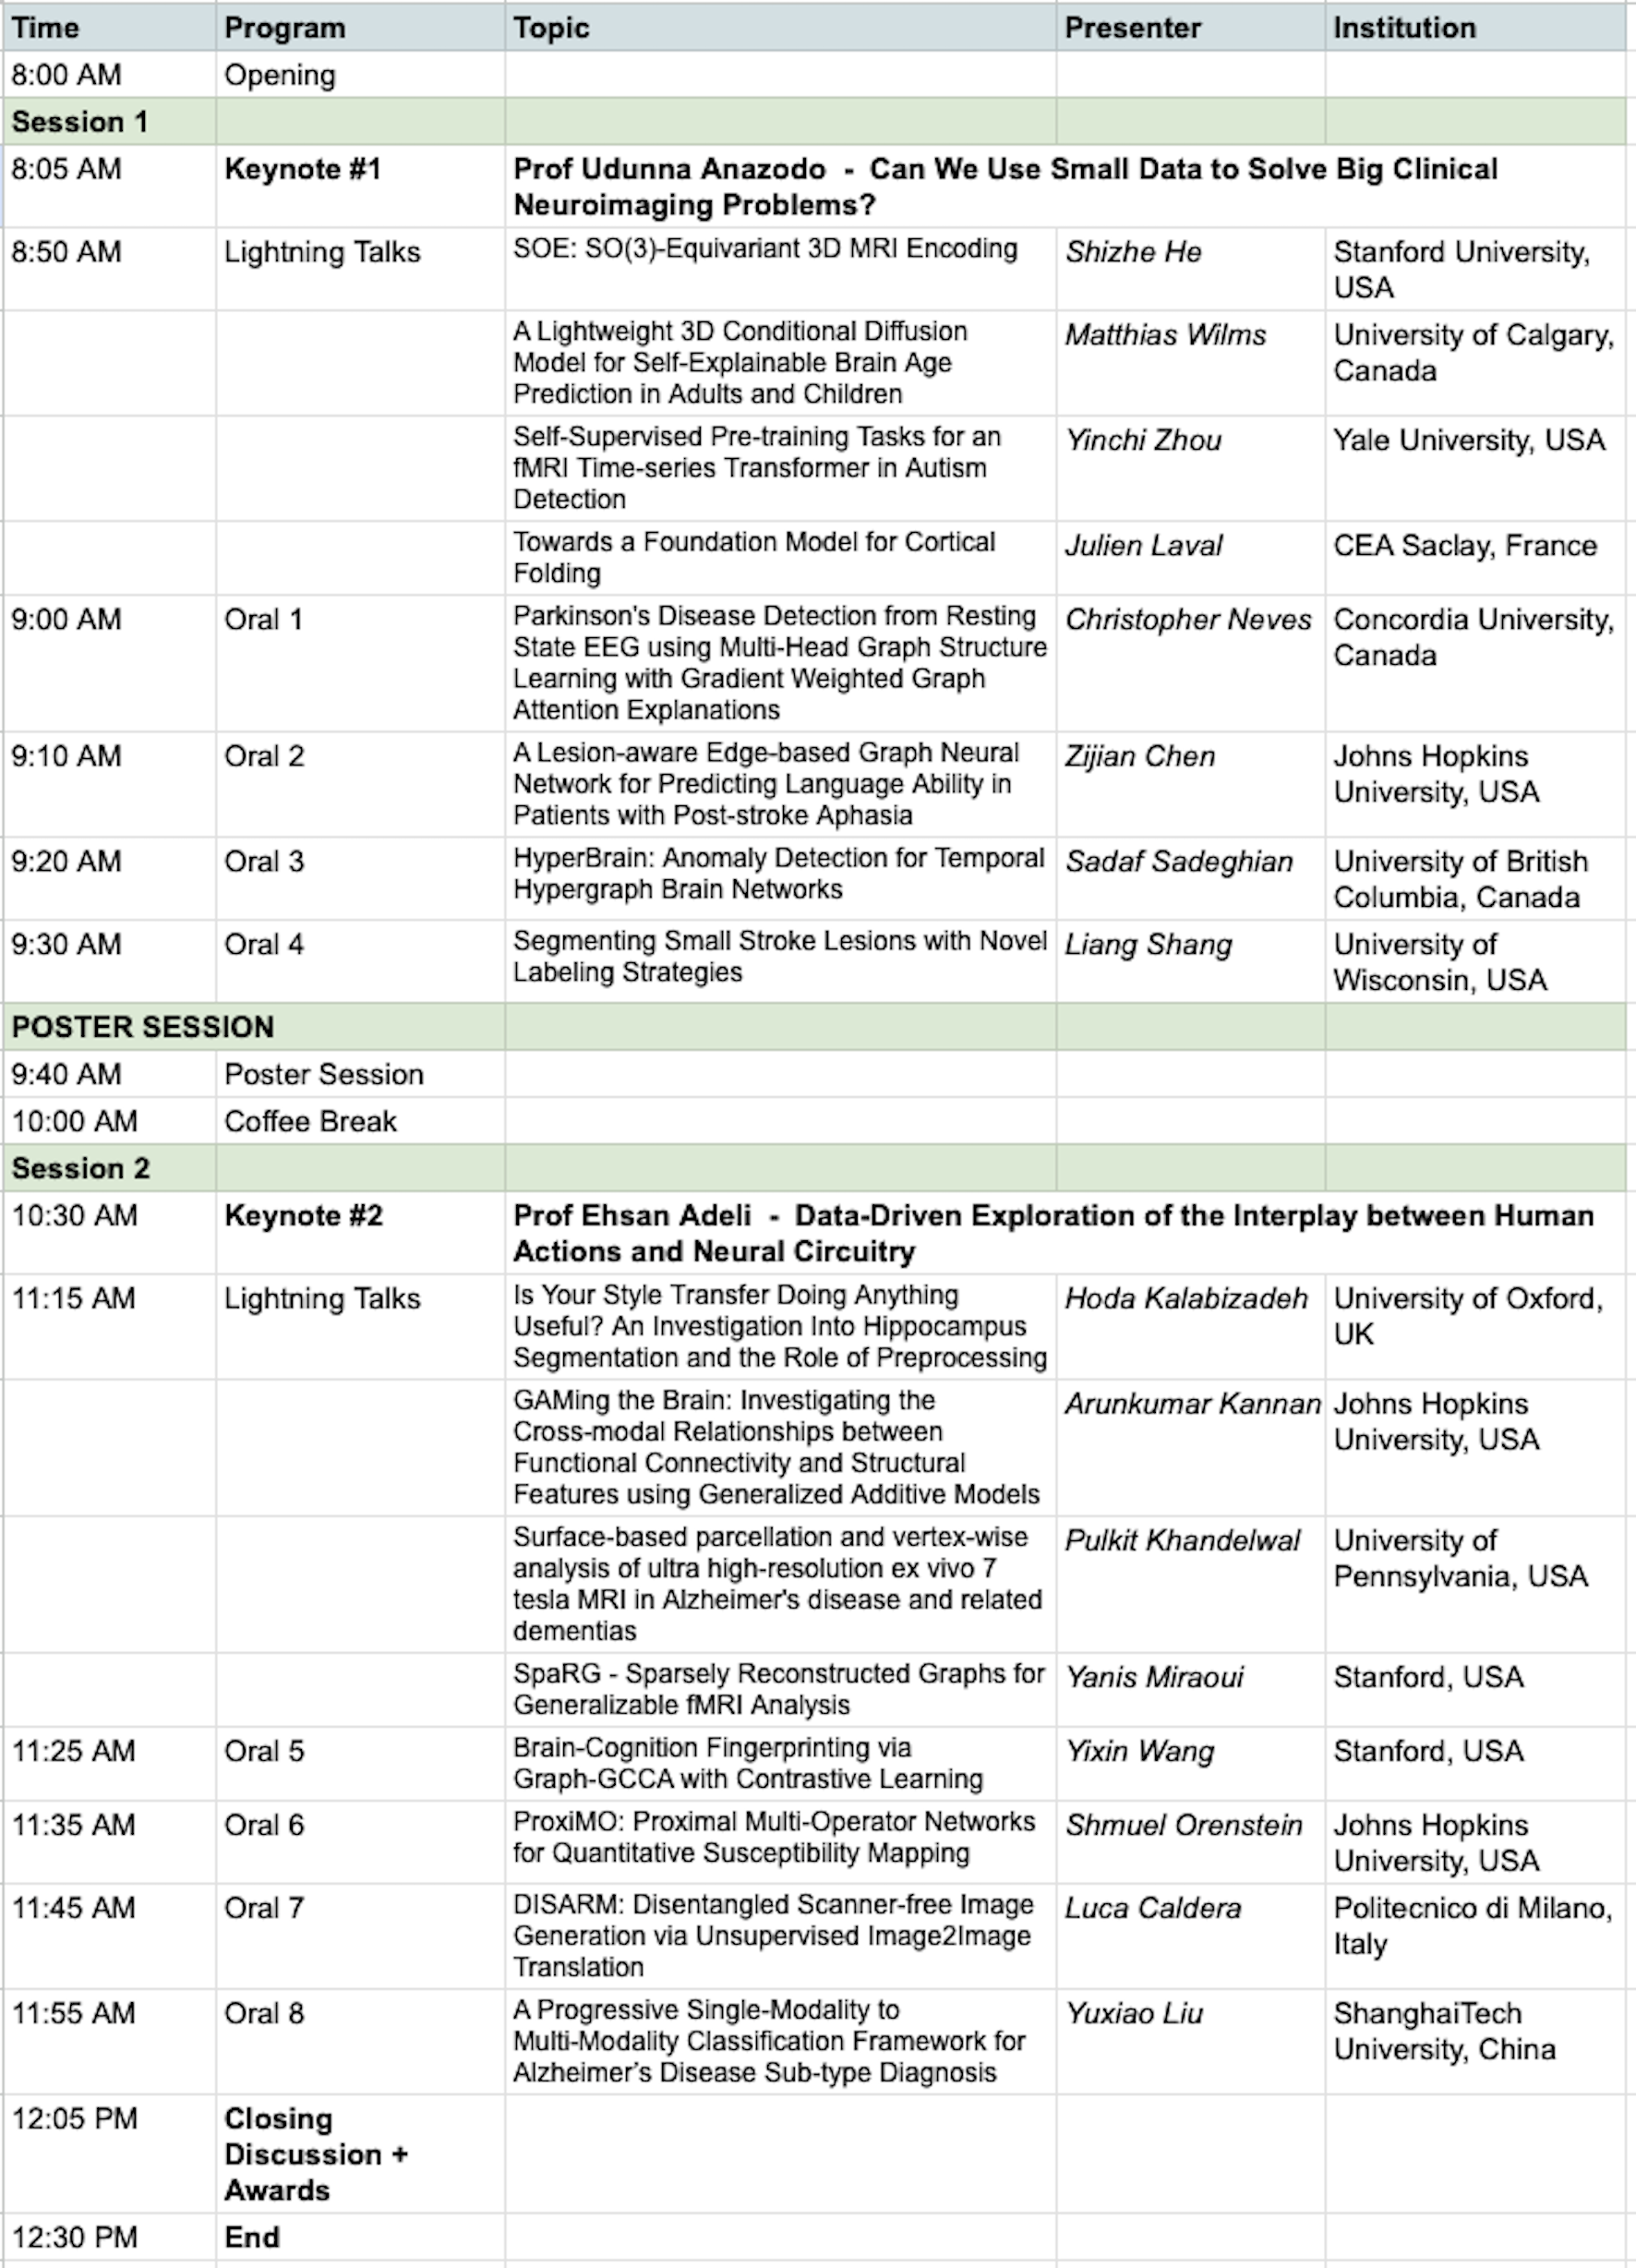 Time Program Topic Presenter Institution
8:00 AM Opening
Session 1
8:05 AM Keynote #1 Prof Udunna Anazodo - Can We Use Small Data to Solve Big Clinical
Neuroimaging Problems?
8:50 AM Lightning Talks SOE: SO(3)-Equivariant 3D MRI Encoding Shizhe He Stanford University,
USA
A Lightweight 3D Conditional Diffusion Matthias Wilms University of Calgary,
Model for Self-Explainable Brain Age Canada
Prediction in Adults and Children
Self-Supervised Pre-training Tasks for an Yinchi Zhou Yale University, USA
fMRI Time-series Transformer in Autism
Detection
Towards a Foundation Model for Cortical Julien Laval CEA Saclay, France
Folding
9:00 AM Oral 1 Parkinson's Disease Detection from Resting Christopher Neves Concordia University,
State EEG using Multi-Head Graph Structure Canada
Learning with Gradient Weighted Graph
Attention Explanations
9:10 AM Oral 2 A Lesion-aware Edge-based Graph Neural Zijian Chen Johns Hopkins
Network for Predicting Language Ability in University, USA
Patients with Post-stroke Aphasia
9:20 AM Oral 3 HyperBrain: Anomaly Detection for Temporal Sadaf Sadeghian University of British
Hypergraph Brain Networks Columbia, Canada
9:30 AM Oral 4 Segmenting Small Stroke Lesions with Novel Liang Shang University of
Labeling Strategies Wisconsin, USA
POSTER SESSION
9:40 AM Poster Session
10:00 AM Coffee Break
Session 2
10:30 AM Keynote #2 Prof Ehsan Adeli - Data-Driven Exploration of the Interplay between Human
Actions and Neural Circuitry
11:15 AM Lightning Talks Is Your Style Transfer Doing Anything Hoda Kalabizadeh University of Oxford,
Useful? An Investigation Into Hippocampus UK
Segmentation and the Role of Preprocessing
GAMing the Brain: Investigating the Arunkumar Kannan Johns Hopkins
Cross-modal Relationships between University, USA
Functional Connectivity and Structural
Features using Generalized Additive Models
Surface-based parcellation and vertex-wise Pulkit Khandelwal University of
analysis of ultra high-resolution ex vivo 7 Pennsylvania, USA
tesla MRI in Alzheimer's disease and related
dementias
SpaRG - Sparsely Reconstructed Graphs for Yanis Miraoui Stanford, USA
Generalizable fMRI Analysis
11:25 AM Oral 5 Brain-Cognition Fingerprinting via Yixin Wang Stanford, USA
Graph-GCCA with Contrastive Learning
11:35 AM Oral 6 ProxiMO: Proximal Multi-Operator Networks Shmuel Orenstein Johns Hopkins
for Quantitative Susceptibility Mapping University, USA
11:45 AM Oral 7 DISARM: Disentangled Scanner-free Image Luca Caldera Politecnico di Milano,
Generation via Unsupervised Image2Image Italy
Translation
11:55 AM Oral 8 A Progressive Single-Modality to Yuxiao Liu ShanghaiTech
Multi-Modality Classification Framework for University, China
Alzheimer’s Disease Sub-type Diagnosis
12:05 PM Closing
Discussion +
Awards
12:30 PM End